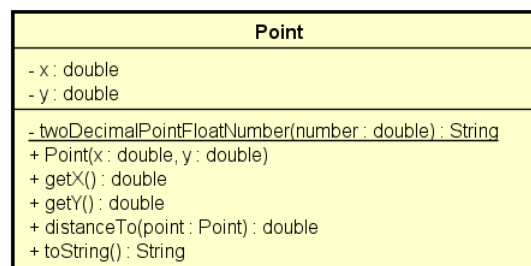 Point
- x : double
- y : double
- twoDecimalPointFloatNumber(number : double) : String
+ Point(x : double, y : double)
+ getX() : double
+ getY() : double
+ distanceTo(point : Point) : double
+ toString() : String